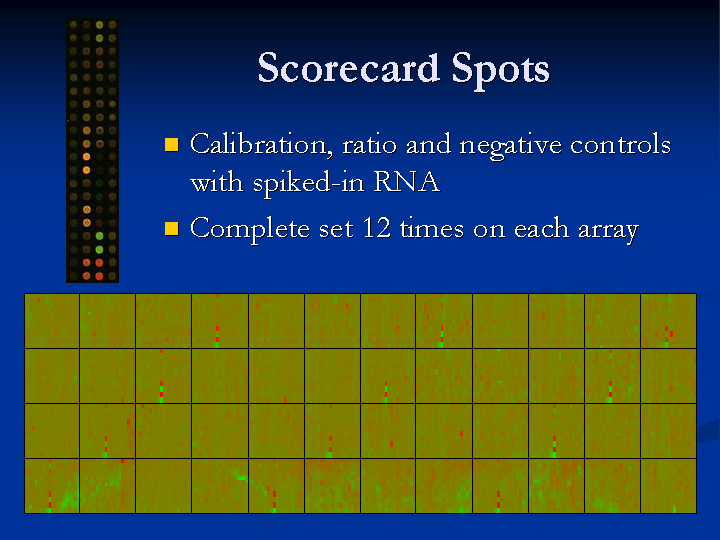 Scorecard Spots
Calibration, ratio and negative controls
with spiked-in RNA
Complete set 12 times on each array